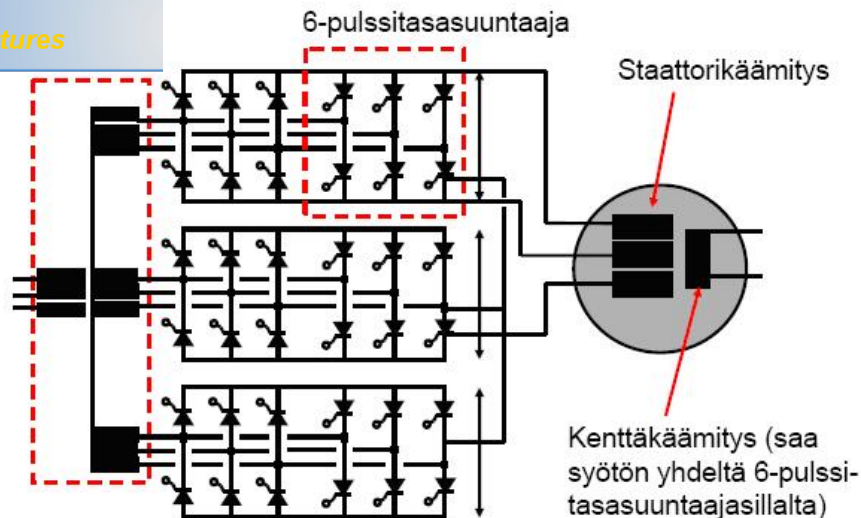 tures
6-pulssitasasuuntaaja
Staattorikäämitys
Kenttäkäämitys (saa
syötön yhdeltä 6-pulssi-
tasasuuntaajasillalta)